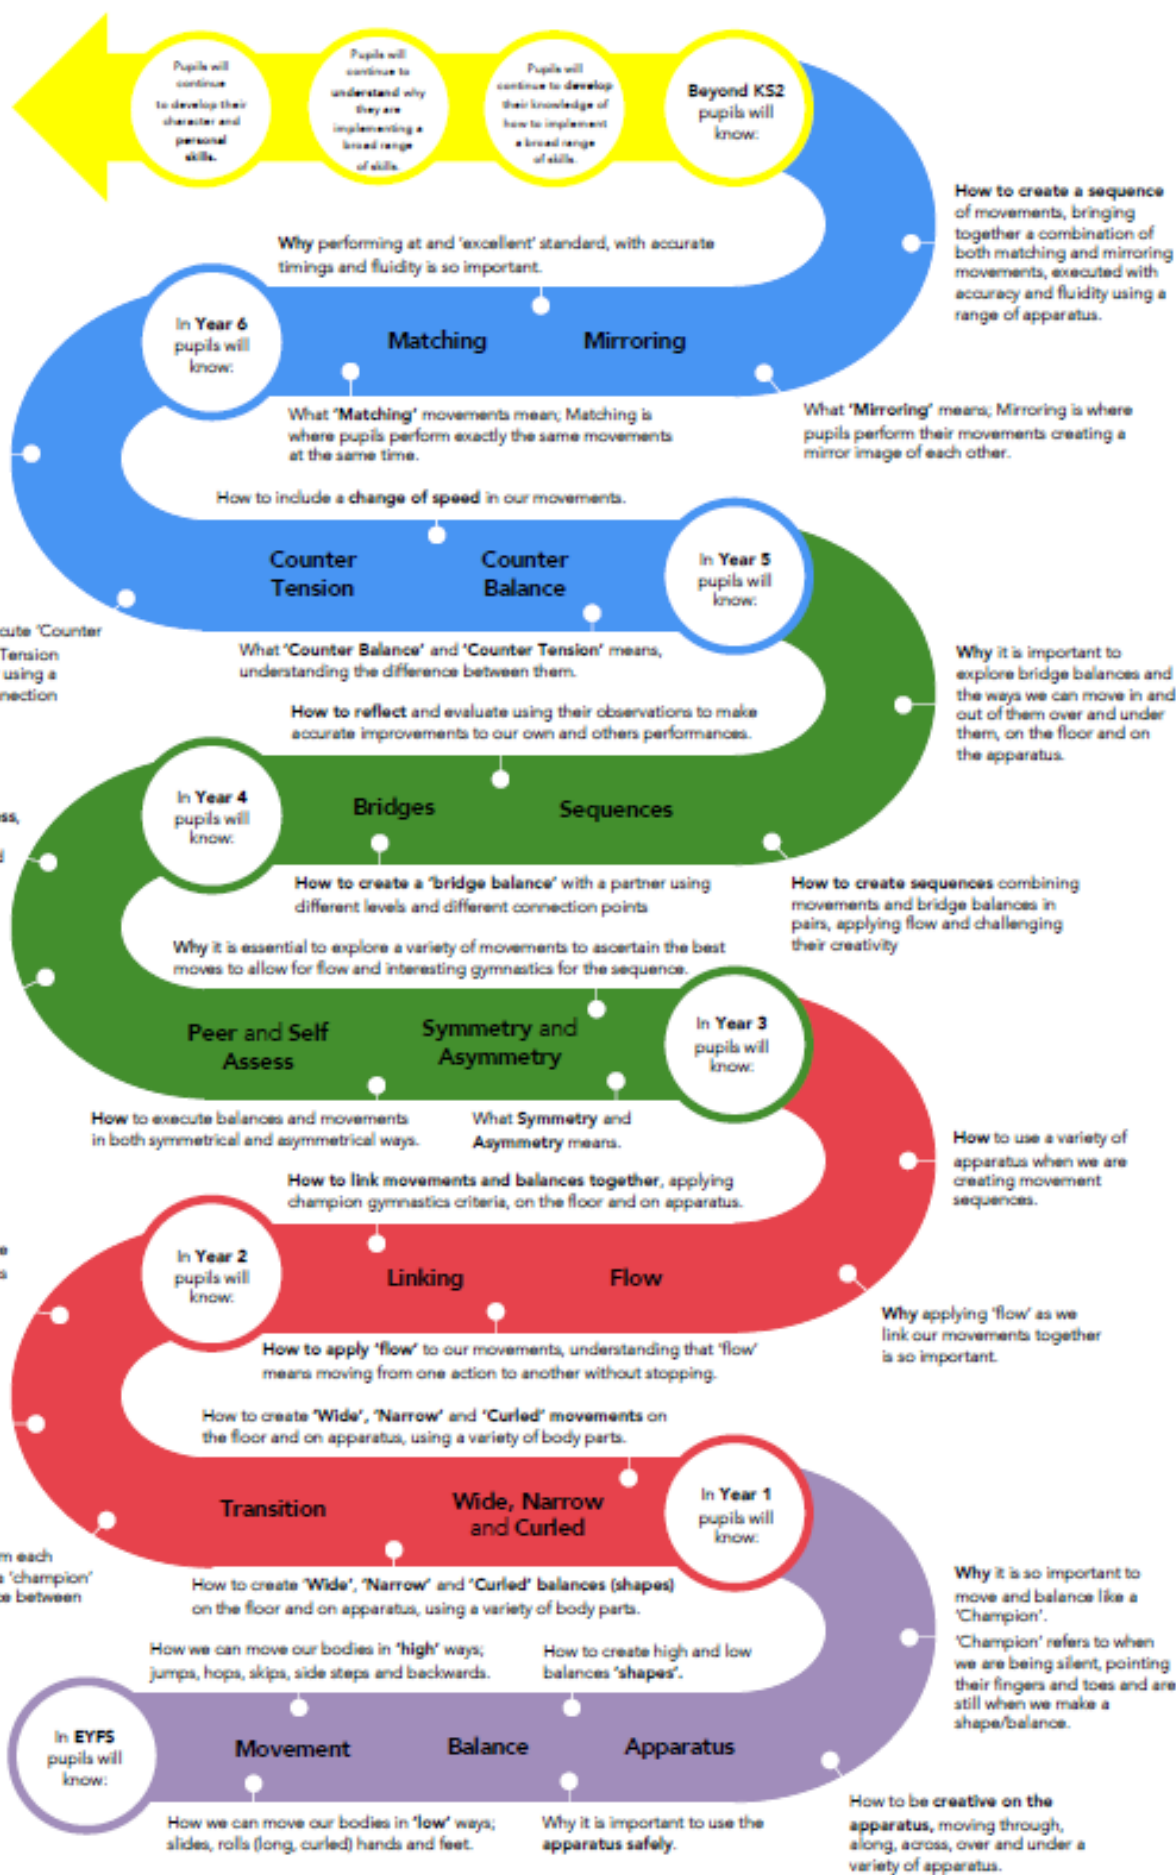 Pupils will
continue
to develop their
character and
personal
skills.
Pupils will
continue to
understand why
they are
implementing a
broad range
of skills.
Pupils will
continue to develop
their knowledge of
how to implement
a broad range
of skills.
Beyond KS2
pupils will
know:
How to create a sequence
of movements, bringing
together a combination of
both matching and mirroring
movements, executed with
accuracy and fluidity using a
range of apparatus.
Why performing at and 'excellent' standard, with accurate
timings and fluidity is so important.
In Year 6
pupils will
know:
Matching
Mirroring
What 'Matching' movements mean; Matching is
where pupils perform exactly the same movements
at the same time.
What 'Mirroring' means; Mirroring is where
pupils perform their movements creating a
mirror image of each other.
How to include a change of speed in our movements.
Counter
Tension
Counter
Balance
In Year 5
pupils will
know:
cute 'Counter
Tension
using a
nection
What 'Counter Balance' and 'Counter Tension' means,
understanding the difference between them.
Why it is important to
explore bridge balances and
the ways we can move in and
out of them over and under
them, on the floor and on
the apparatus.
How to reflect and evaluate using their observations to make
accurate improvements to our own and others performances.
In Year 4
pupils will
know:
Bridges
Sequences
ss,
How to create a 'bridge balance' with a partner using
different levels and different connection points
How to create sequences combining
movements and bridge balances in
pairs, applying flow and challenging
their creativity
Why it is essential to explore a variety of movements to ascertain the best
moves to allow for flow and interesting gymnastics for the sequence.
Peer and Self
Assess
Symmetry and
Asymmetry
In Year 3
pupils will
know:
How to execute balances and movements
in both symmetrical and asymmetrical ways.
What Symmetry and
Asymmetry means.
How to use a variety of
apparatus when we are
creating movement
sequences.
How to link movements and balances together, applying
champion gymnastics criteria, on the floor and on apparatus.
In Year 2
pupils will
know:
Linking
Flow
Why applying 'flow' as we
link our movements together
is so important.
How to apply 'flow' to our movements, understanding that 'flow'
means moving from one action to another without stopping.
How to create 'Wide', 'Narrow' and 'Curled' movements on
the floor and on apparatus, using a variety of body parts.
Transition
Wide, Narrow
and Curled
In Year 1
pupils will
know:
m each
a 'champion'
ce between
How to create 'Wide', 'Narrow' and 'Curled' balances (shapes)
on the floor and on apparatus, using a variety of body parts.
Why it is so important to
move and balance like a
'Champion'.
'Champion' refers to when
we are being silent, pointing
their fingers and toes and are
still when we make a
shape/balance.
How we can move our bodies in 'high' ways;
jumps, hops, skips, side steps and backwards.
How to create high and low
balances 'shapes'.
In EYFS
pupils will
know:
Movement
Balance
Apparatus
How we can move our bodies in 'low' ways;
slides, rolls (long, curled) hands and feet.
Why it is important to use the
apparatus safely.
How to be creative on the
apparatus, moving through,
along, across, over and under a
variety of apparatus.